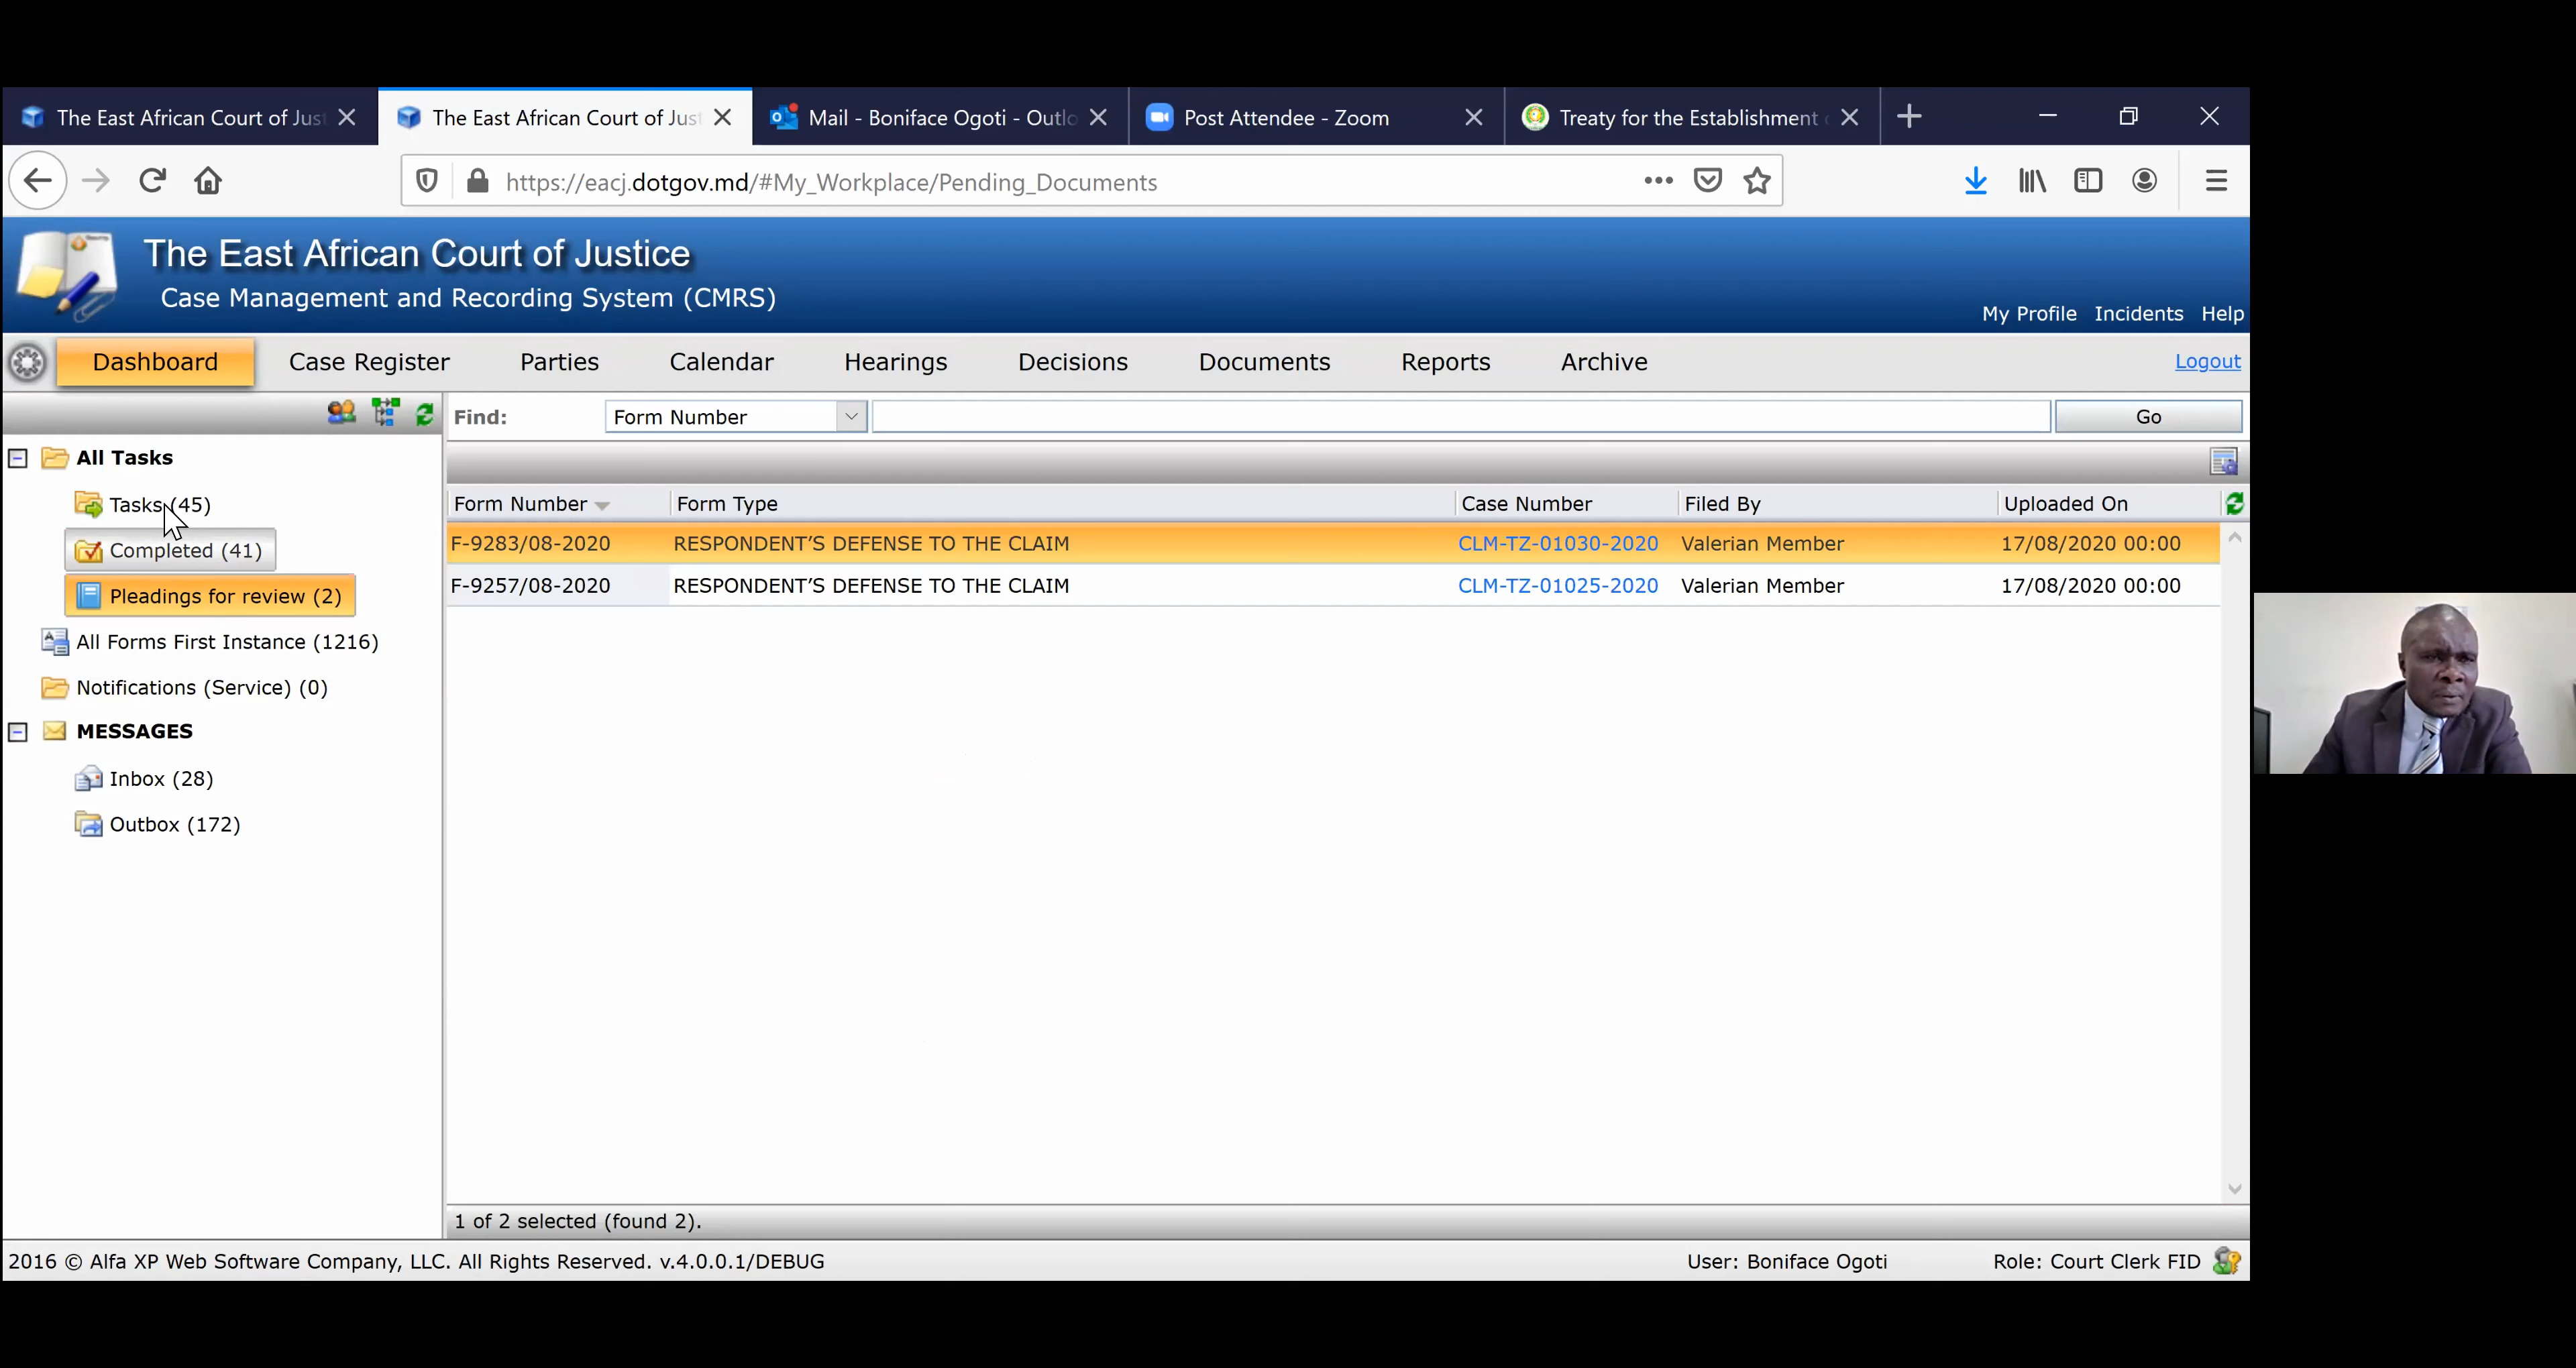 The East African Court of Jus
The East African Court of Just
Mail - Boniface Ogoti - Outlo
Post Attendee - Zoom
Treaty for the Establishment
https://eacj.dotgov.md/#My_Workplace/Pending_Documents
The East African Court of Justice
Case Management and Recording System (CMRS)
My Profile Incidents Help
Dashboard Case Register Parties Calendar Hearings Decisions Documents Reports Archive Logout
Find: Form Number Go
All Tasks
Tasks (45)
Completed (41)
Pleadings for review (2)
All Forms First Instance (1216)
Notifications (Service) (0)
MESSAGES
Inbox (28)
Outbox (172)
Form Number Form Type Case Number Filed By Uploaded On
F-9283/08-2020 RESPONDENT'S DEFENSE TO THE CLAIM CLM-TZ-01030-2020 Valerian Member 17/08/2020 00:00
F-9257/08-2020 RESPONDENT'S DEFENSE TO THE CLAIM CLM-TZ-01025-2020 Valerian Member 17/08/2020 00:00
1 of 2 selected (found 2).
2016 © Alfa XP Web Software Company, LLC. All Rights Reserved. v.4.0.0.1/DEBUG User: Boniface Ogoti Role: Court Clerk FID